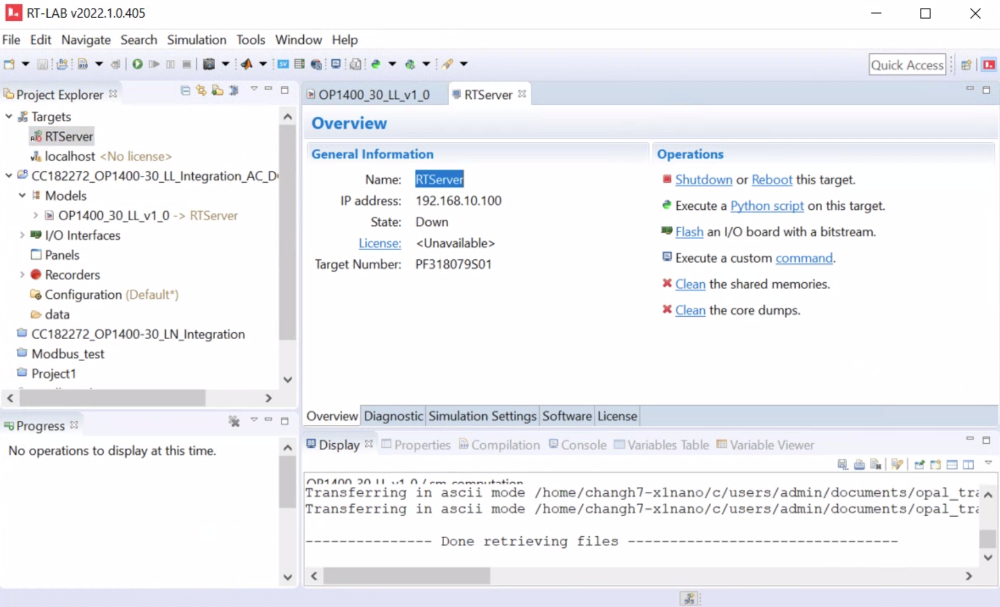 RT-LAB v2022.1.0.405
File Edit Navigate Search Simulation Tools Window Help
Quick Access
Project Explorer
Targets
RTServer
localhost <No license>
CC182272_OP1400-30_LL_Integration_AC_D
Models
OP1400_30_LL_v1_0 -> RTServer
I/O Interfaces
Panels
Recorders
Configuration (Default*)
data
CC182272_OP1400-30_LN_Integration
Modbus_test
Project1
Progress
No operations to display at this time.
OP1400_30_LL_v1_0 RTServer
Overview
General Information
Name: RTServer
IP address: 192.168.10.100
State: Down
License: <Unavailable>
Target Number: PF318079S01
Operations
Shutdown or Reboot this target.
Execute a Python script on this target.
Flash an I/O board with a bitstream.
Execute a custom command.
Clean the shared memories.
Clean the core dumps.
Overview Diagnostic Simulation Settings Software License
Display Properties Compilation Console Variables Table Variable Viewer
OP1400_30_LL_v1_0 / sm_computation
Transferring in ascii mode /home/changh7-x1nano/c/users/admin/documents/opal_tra
Transferring in ascii mode /home/changh7-x1nano/c/users/admin/documents/opal_tra
--------------- Done retrieving files --------------------------------